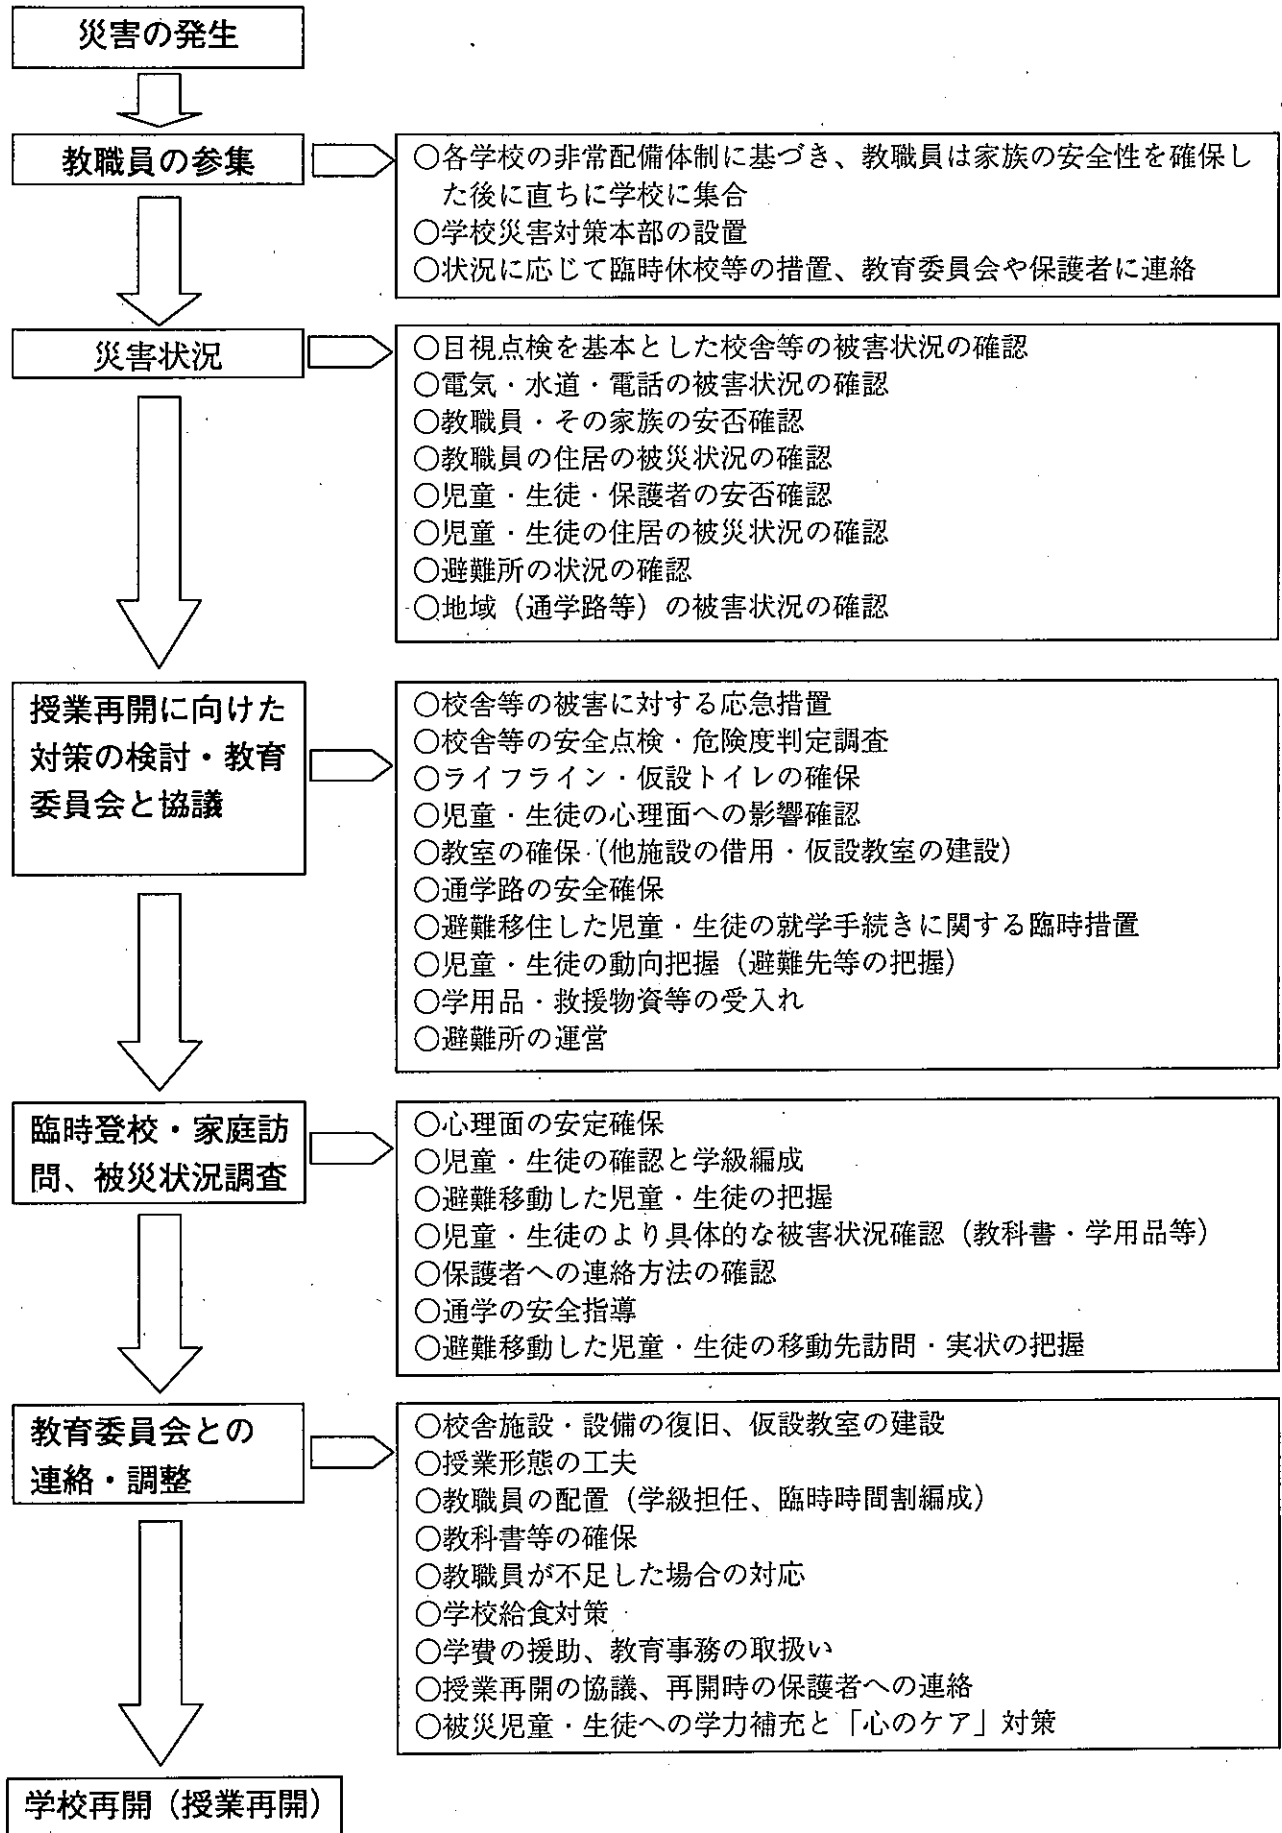 災害の発生
教職員の参集
○各学校の非常配備体制に基づき、教職員は家族の安全性を確保し
た後に直ちに学校に集合
○学校災害対策本部の設置
○状況に応じて臨時休校等の措置、教育委員会や保護者に連絡
災害状況
○目視点検を基本とした校舎等の被害状況の確認
○電気・水道・電話の被害状況の確認
○教職員・その家族の安否確認
○教職員の住居の被災状況の確認
○児童・生徒・保護者の安否確認
○児童・生徒の住居の被災状況の確認
○避難所の状況の確認
○地域（通学路等）の被害状況の確認
授業再開に向けた
対策の検討・教育
委員会と協議
○校舎等の被害に対する応急措置
○校舎等の安全点検・危険度判定調査
○ライフライン・仮設トイレの確保
○児童・生徒の心理面への影響確認
○教室の確保（他施設の借用・仮設教室の建設）
○通学路の安全確保
○避難移住した児童・生徒の就学手続きに関する臨時措置
○児童・生徒の動向把握（避難先等の把握）
○学用品・救援物資等の受入れ
○避難所の運営
臨時登校・家庭訪
問、被災状況調査
○心理面の安定確保
○児童・生徒の確認と学級編成
○避難移動した児童・生徒の把握
○児童・生徒のより具体的な被害状況確認（教科書・学用品等）
○保護者への連絡方法の確認
○通学の安全指導
○避難移動した児童・生徒の移動先訪問・実状の把握
教育委員会との
連絡・調整
○校舎施設・設備の復旧、仮設教室の建設
○授業形態の工夫
○教職員の配置（学級担任、臨時時間割編成）
○教科書等の確保
○教職員が不足した場合の対応
○学校給食対策
○学費の援助、教育事務の取扱い
○授業再開の協議、再開時の保護者への連絡
○被災児童・生徒への学力補充と「心のケア」対策
学校再開（授業再開）